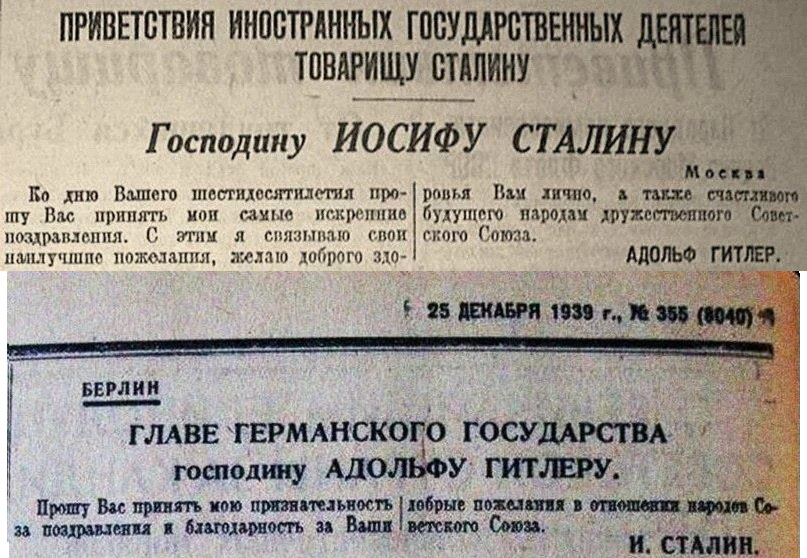 ПРИВЕТСТВИЯ ИНОСТРАННЫХ ГОСУДАРСТВЕННЫХ ДЕЯТЕЛЕЙ
ТОВАРИЩУ СТАЛИНУ
Господину ИОСИФУ СТАЛИНУ
Москва
Ко дню Вашего шестидесятилетия про-
шу Вас принять мои самые искренние
поздравления. С этим я связываю свои
наилучшие пожелания, желаю доброго здо-
ровья Вам лично, а также счастливого
будущего народам дружественного Совет-
ского Союза.
АДОЛЬФ ГИТЛЕР.
25 ДЕКАБРЯ 1939 г., № 355 (8040)
БЕРЛИН
ГЛАВЕ ГЕРМАНСКОГО ГОСУДАРСТВА
господину АДОЛЬФУ ГИТЛЕРУ.
Прошу Вас принять мою признательность
за поздравления и благодарность за Ваши
добрые пожелания в отношении народов Со-
ветского Союза.
И. СТАЛИН.